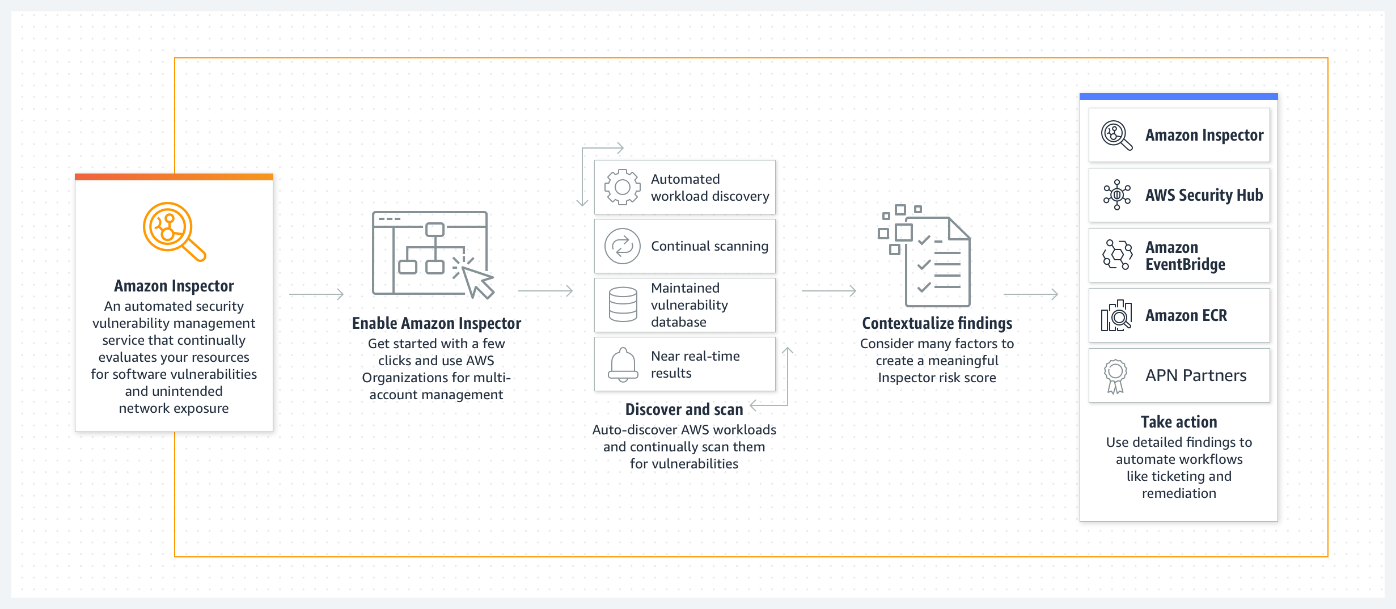 Amazon Inspector
An automated security
vulnerability management
service that continually
evaluates your resources
for software vulnerabilities
and unintended
network exposure
Enable Amazon Inspector
Get started with a few
clicks and use AWS
Organizations for multi-
account management
Automated
workload discovery
Continual scanning
Maintained
vulnerability
database
Near real-time
results
Discover and scan
Auto-discover AWS workloads
and continually scan them
for vulnerabilities
Contextualize findings
Consider many factors to
create a meaningful
Inspector risk score
Amazon Inspector
AWS Security Hub
Amazon
EventBridge
Amazon ECR
APN Partners
Take action
Use detailed findings to
automate workflows
like ticketing and
remediation